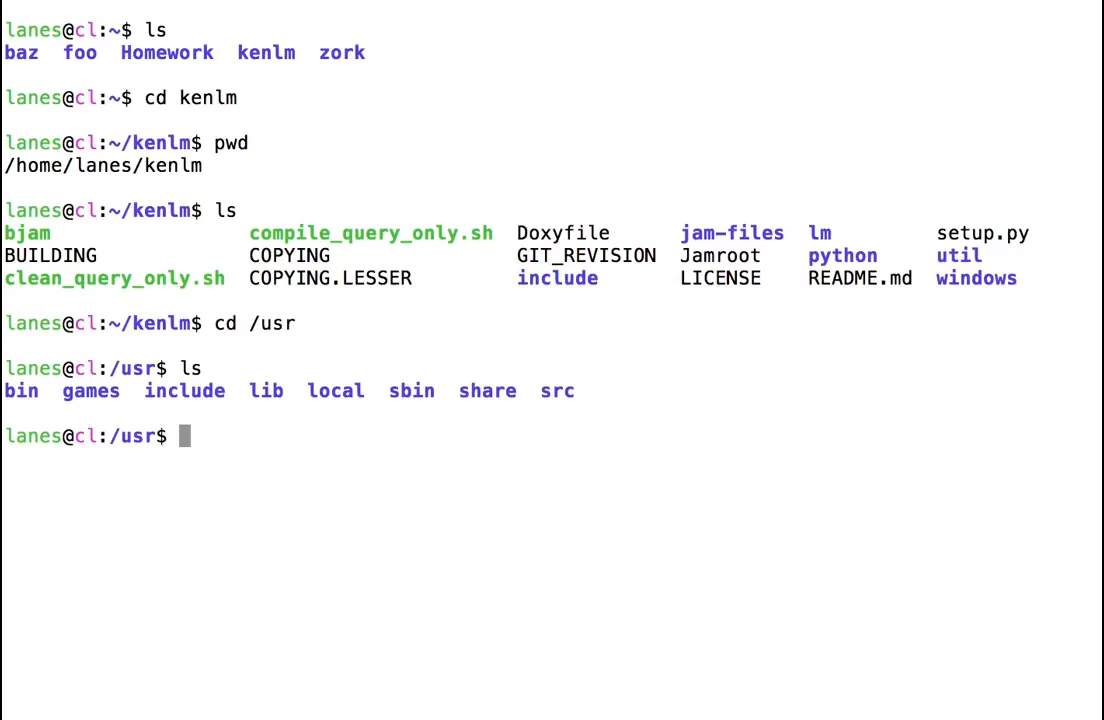 lanes@cl:~$ ls
baz  foo  Homework  kenlm  zork
lanes@cl:~$ cd kenlm
lanes@cl:~/kenlm$ pwd
/home/lanes/kenlm
lanes@cl:~/kenlm$ ls
bjam                 compile_query_only.sh  Doxyfile      jam-files  lm         setup.py
BUILDING             COPYING                GIT_REVISION  Jamroot    python     util
clean_query_only.sh  COPYING.LESSER         include       LICENSE    README.md  windows
lanes@cl:~/kenlm$ cd /usr
lanes@cl:/usr$ ls
bin  games  include  lib  local  sbin  share  src
lanes@cl:/usr$